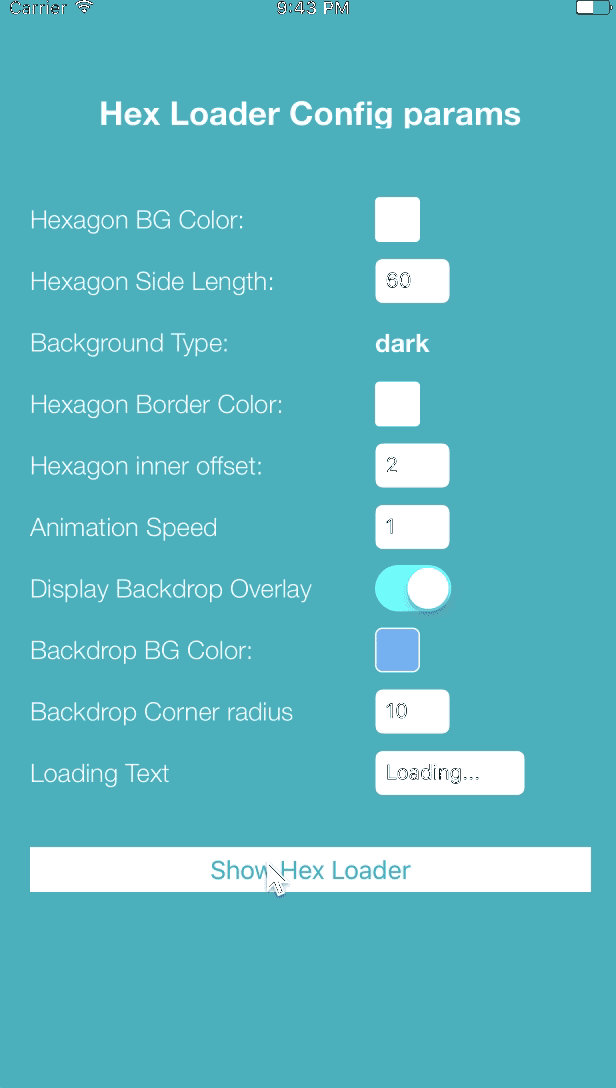 Carrier 9:43 PM
Hex Loader Config params
Hexagon BG Color:
Hexagon Side Length: 60
Background Type: dark
Hexagon Border Color:
Hexagon inner offset: 2
Animation Speed 1
Display Backdrop Overlay
Backdrop BG Color:
Backdrop Corner radius 10
Loading Text Loading...
Show Hex Loader